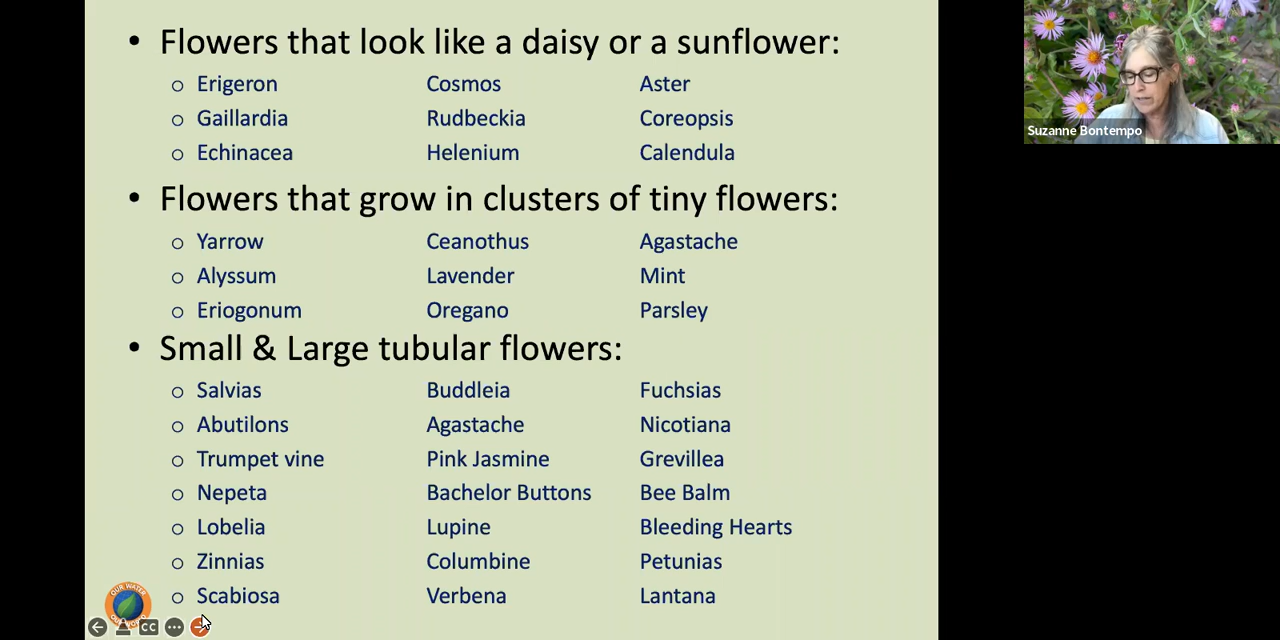 • Flowers that look like a daisy or a sunflower:
o Erigeron Cosmos Aster
o Gaillardia Rudbeckia Coreopsis
o Echinacea Helenium Calendula
• Flowers that grow in clusters of tiny flowers:
o Yarrow Ceanothus Agastache
o Alyssum Lavender Mint
o Eriogonum Oregano Parsley
• Small & Large tubular flowers:
o Salvias Buddleia Fuchsias
o Abutilons Agastache Nicotiana
o Trumpet vine Pink Jasmine Grevillea
o Nepeta Bachelor Buttons Bee Balm
o Lobelia Lupine Bleeding Hearts
o Zinnias Columbine Petunias
o Scabiosa Verbena Lantana
OUR WATER
CC
Suzanne Bontempo